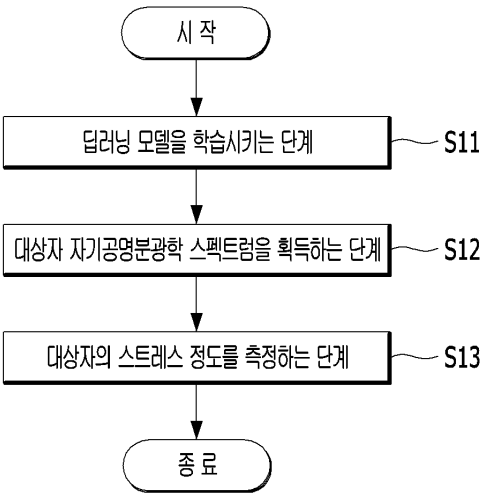 시 작
딥러닝 모델을 학습시키는 단계
S11
대상자 자기공명분광학 스펙트럼을 획득하는 단계
S12
대상자의 스트레스 정도를 측정하는 단계
S13
종 료